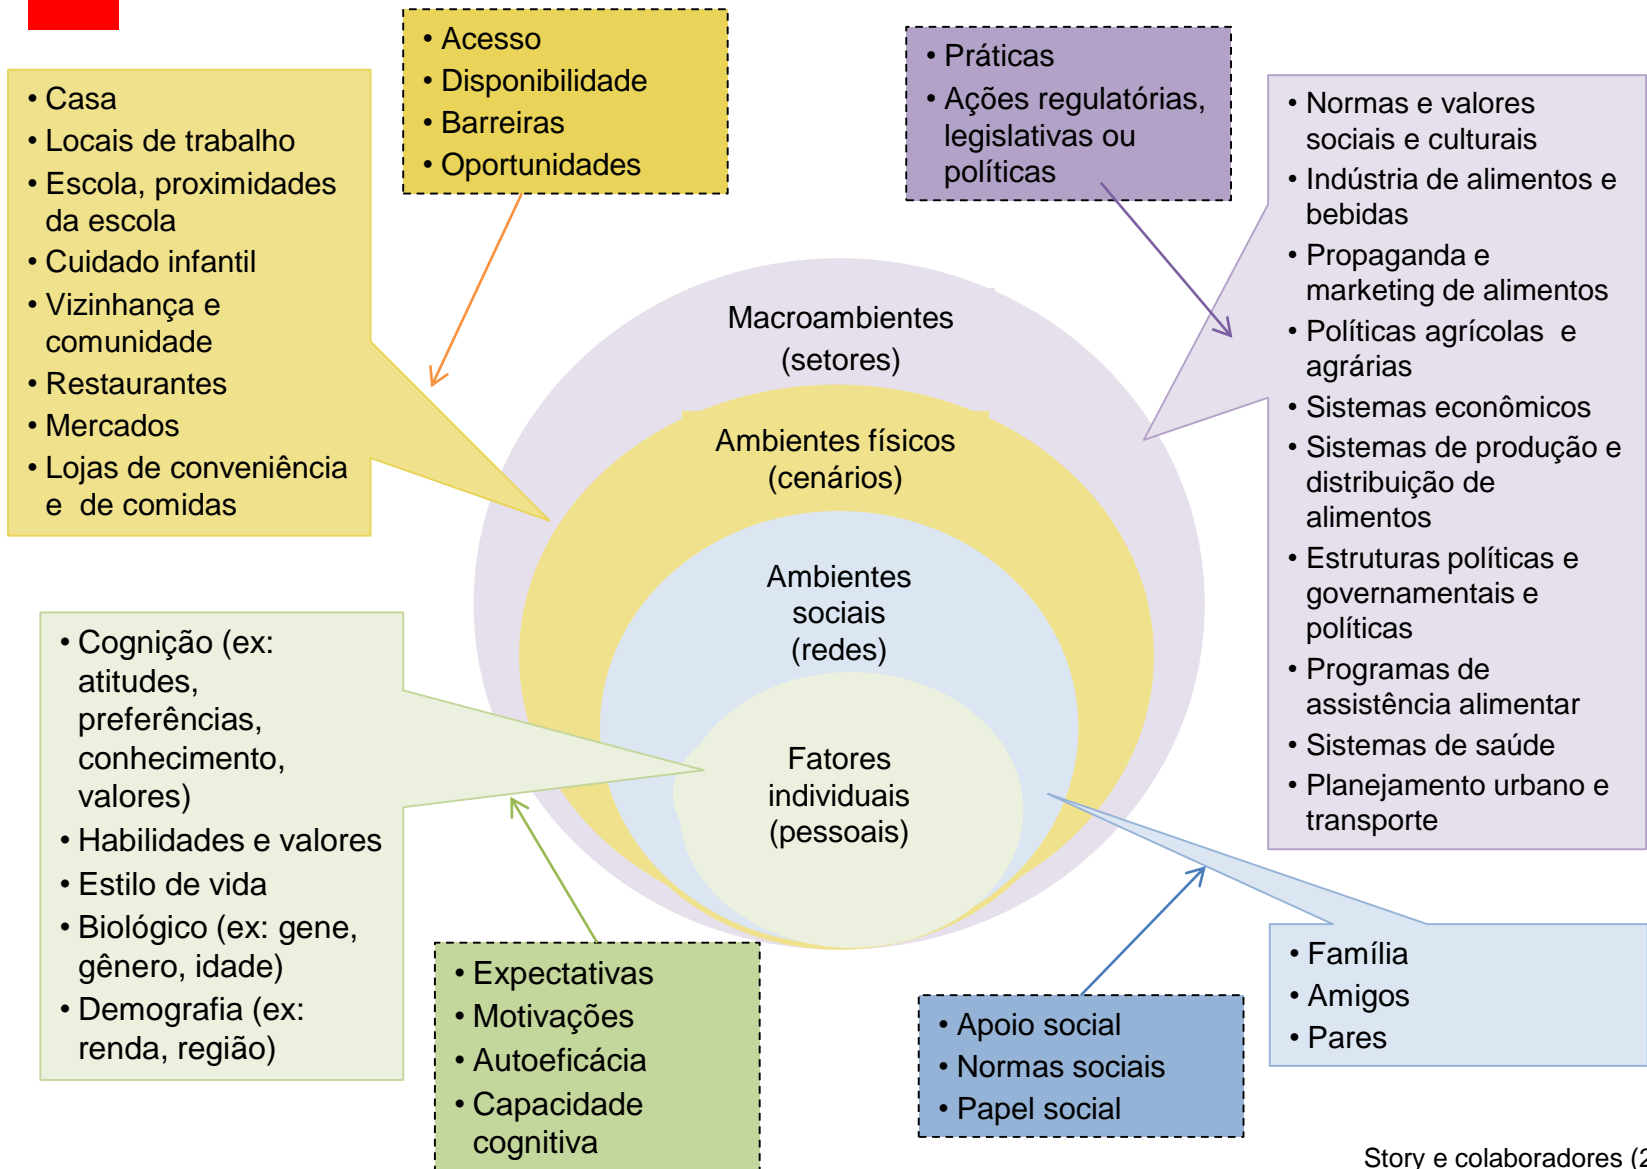 • Acesso
• Disponibilidade
• Barreiras
• Oportunidades
• Práticas
• Ações regulatórias,
legislativas ou
políticas
• Casa
• Locais de trabalho
• Escola, proximidades
da escola
• Cuidado infantil
• Vizinhança e
comunidade
• Restaurantes
• Mercados
• Lojas de conveniência
e de comidas
• Normas e valores
sociais e culturais
• Indústria de alimentos e
bebidas
• Propaganda e
marketing de alimentos
• Políticas agrícolas e
agrárias
• Sistemas econômicos
• Sistemas de produção e
distribuição de
alimentos
• Estruturas políticas e
governamentais e
políticas
• Programas de
assistência alimentar
• Sistemas de saúde
• Planejamento urbano e
transporte
Macroambientes
(setores)
Ambientes físicos
(cenários)
Ambientes
sociais
(redes)
Fatores
individuais
(pessoais)
• Cognição (ex:
atitudes,
preferências,
conhecimento,
valores)
• Habilidades e valores
• Estilo de vida
• Biológico (ex: gene,
gênero, idade)
• Demografia (ex:
renda, região)
• Expectativas
• Motivações
• Autoeficácia
• Capacidade
cognitiva
• Apoio social
• Normas sociais
• Papel social
• Família
• Amigos
• Pares
Story e colaboradores (2